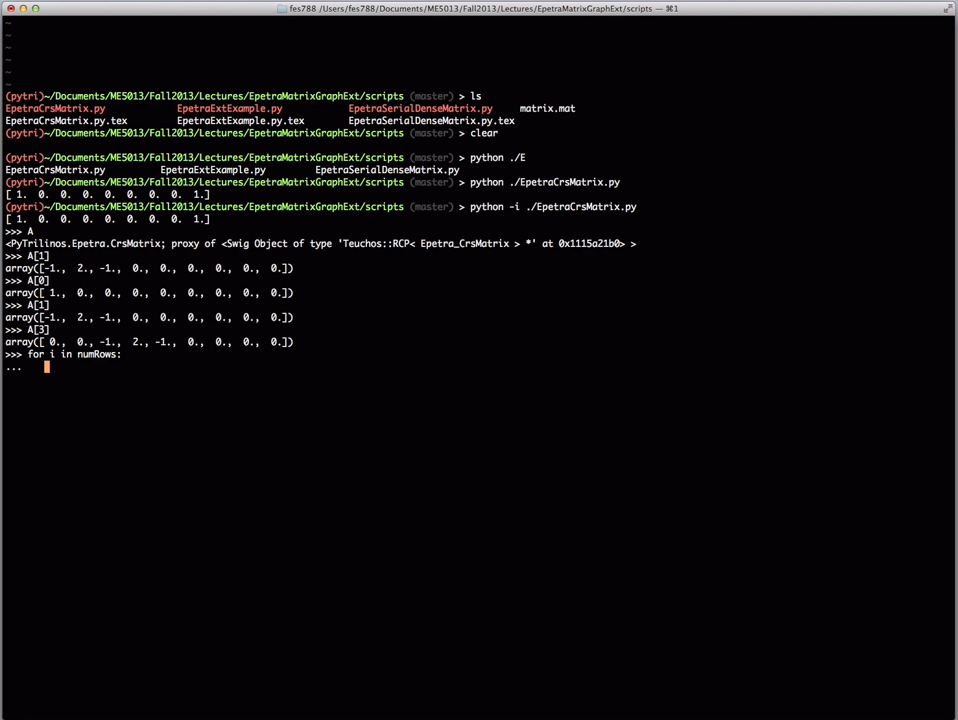 fes788 /Users/fes788/Documents/ME5013/Fall2013/Lectures/EpetraMatrixGraphExt/scripts — ⌘1
~
~
~
~
~
~
(pytri)~/Documents/ME5013/Fall2013/Lectures/EpetraMatrixGraphExt/scripts (master) > ls
EpetraCrsMatrix.py EpetraExtExample.py EpetraSerialDenseMatrix.py matrix.mat
EpetraCrsMatrix.py.tex EpetraExtExample.py.tex EpetraSerialDenseMatrix.py.tex
(pytri)~/Documents/ME5013/Fall2013/Lectures/EpetraMatrixGraphExt/scripts (master) > clear
(pytri)~/Documents/ME5013/Fall2013/Lectures/EpetraMatrixGraphExt/scripts (master) > python ./E
EpetraCrsMatrix.py EpetraExtExample.py EpetraSerialDenseMatrix.py
(pytri)~/Documents/ME5013/Fall2013/Lectures/EpetraMatrixGraphExt/scripts (master) > python ./EpetraCrsMatrix.py
[ 1. 0. 0. 0. 0. 0. 0. 0. 1.]
(pytri)~/Documents/ME5013/Fall2013/Lectures/EpetraMatrixGraphExt/scripts (master) > python -i ./EpetraCrsMatrix.py
[ 1. 0. 0. 0. 0. 0. 0. 0. 1.]
>>> A
<PyTrilinos.Epetra.CrsMatrix; proxy of <Swig Object of type 'Teuchos::RCP< Epetra_CrsMatrix > *' at 0x1115a21b0> >
>>> A[1]
array([-1., 2., -1., 0., 0., 0., 0., 0., 0.])
>>> A[0]
array([ 1., 0., 0., 0., 0., 0., 0., 0., 0.])
>>> A[1]
array([-1., 2., -1., 0., 0., 0., 0., 0., 0.])
>>> A[3]
array([ 0., 0., -1., 2., -1., 0., 0., 0., 0.])
>>> for i in numRows:
...